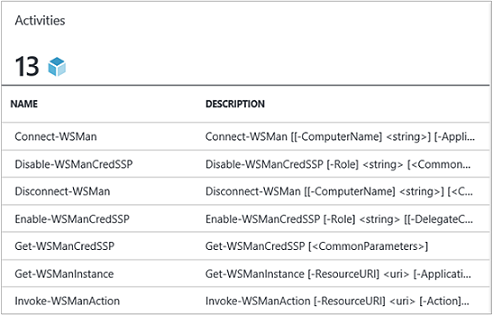 Activities
13
NAME DESCRIPTION
Connect-WSMan Connect-WSMan [[-ComputerName] <string>] [-Appli...
Disable-WSManCredSSP Disable-WSManCredSSP [-Role] <string> [<Common...
Disconnect-WSMan Disconnect-WSMan [[-ComputerName] <string>] [<C...
Enable-WSManCredSSP Enable-WSManCredSSP [-Role] <string> [[-DelegateC...
Get-WSManCredSSP Get-WSManCredSSP [<CommonParameters>]
Get-WSManInstance Get-WSManInstance [-ResourceURI] <uri> [-Applicati...
Invoke-WSManAction Invoke-WSManAction [-ResourceURI] <uri> [-Action]...